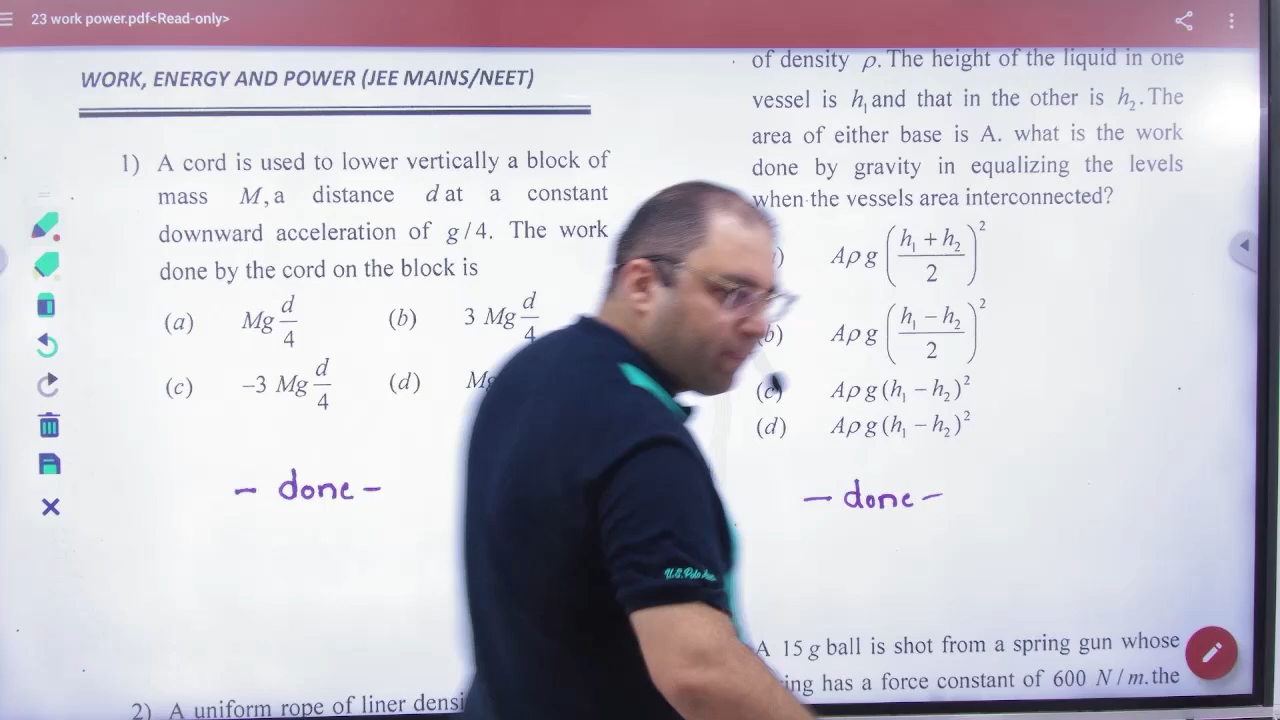 23 work power.pdf<Read-only>
WORK, ENERGY AND POWER (JEE MAINS/NEET)
1) A cord is used to lower vertically a block of
mass M, a distance d at a constant
downward acceleration of g/4. The work
done by the cord on the block is
(a) Mg d/4 (b) 3 Mg d/4
(c) −3 Mg d/4 (d)
- done -
2) A uniform rope of liner
of density ρ. The height of the liquid in one
vessel is h₁ and that in the other is h₂. The
area of either base is A. what is the work
done by gravity in equalizing the levels
when the vessels area interconnected?
Aρg (h₁ + h₂ / 2)²
(b) Aρg (h₁ − h₂ / 2)²
(c) Aρg(h₁ − h₂)²
(d) Aρg(h₁ − h₂)²
- done -
A 15 g ball is shot from a spring gun whose
has a force constant of 600 N/m. the
U.S. Polo Assn.